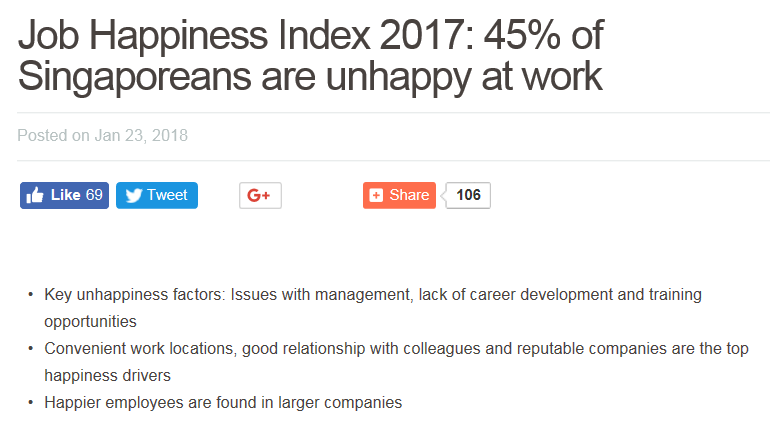 Job Happiness Index 2017: 45% of
Singaporeans are unhappy at work
Posted on Jan 23, 2018
Like 69 Tweet G+ Share 106
• Key unhappiness factors: Issues with management, lack of career development and training
opportunities
• Convenient work locations, good relationship with colleagues and reputable companies are the top
happiness drivers
• Happier employees are found in larger companies